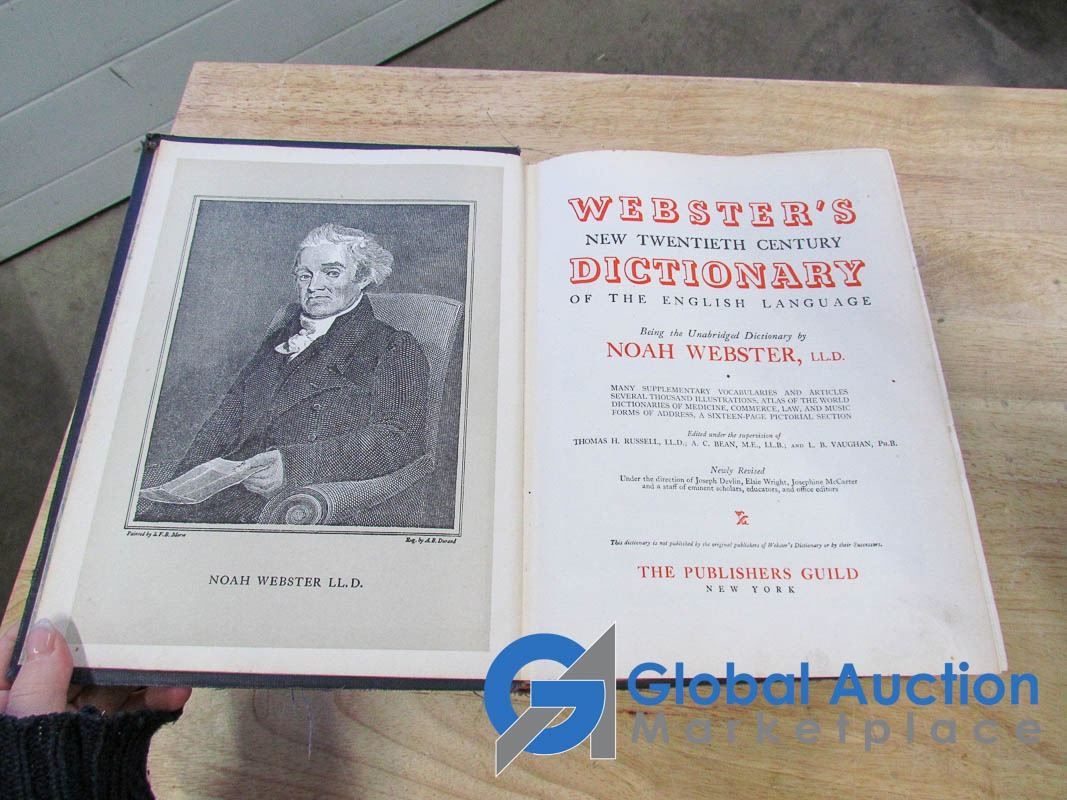 Painted by S.F.B. Morse
Eng. by A.B. Durand
NOAH WEBSTER LL.D.
WEBSTER'S
NEW TWENTIETH CENTURY
DICTIONARY
OF THE ENGLISH LANGUAGE
Being the Unabridged Dictionary by
NOAH WEBSTER, LL.D.
MANY SUPPLEMENTARY VOCABULARIES AND ARTICLES
SEVERAL THOUSAND ILLUSTRATIONS, ATLAS OF THE WORLD
DICTIONARIES OF MEDICINE, COMMERCE, LAW, AND MUSIC
FORMS OF ADDRESS, A SIXTEEN-PAGE PICTORIAL SECTION
Edited under the supervision of
THOMAS H. RUSSELL, LL.D.; A. C. BEAN, M.E., LL.B.; AND L. B. VAUGHAN, PH.B.
Newly Revised
Under the direction of Joseph Devlin, Elsie Wright, Josephine McCarter
and a staff of eminent scholars, educators, and office editors
This dictionary is not published by the original publishers of Webster's Dictionary or by their Successors.
THE PUBLISHERS GUILD
NEW YORK
GA Global Auction
Marketplace